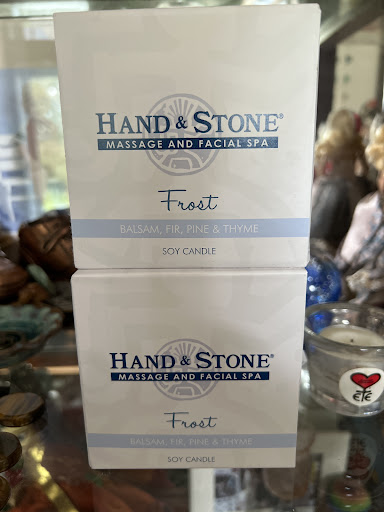 HAND & STONE®
MASSAGE AND FACIAL SPA
Frost
BALSAM, FIR, PINE & THYME
SOY CANDLE
HAND & STONE®
MASSAGE AND FACIAL SPA
Frost
BALSAM, FIR, PINE & THYME
SOY CANDLE
ETE